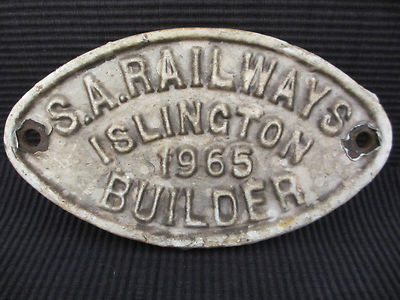 S.A. RAILWAYS
ISLINGTON
1965
BUILDER